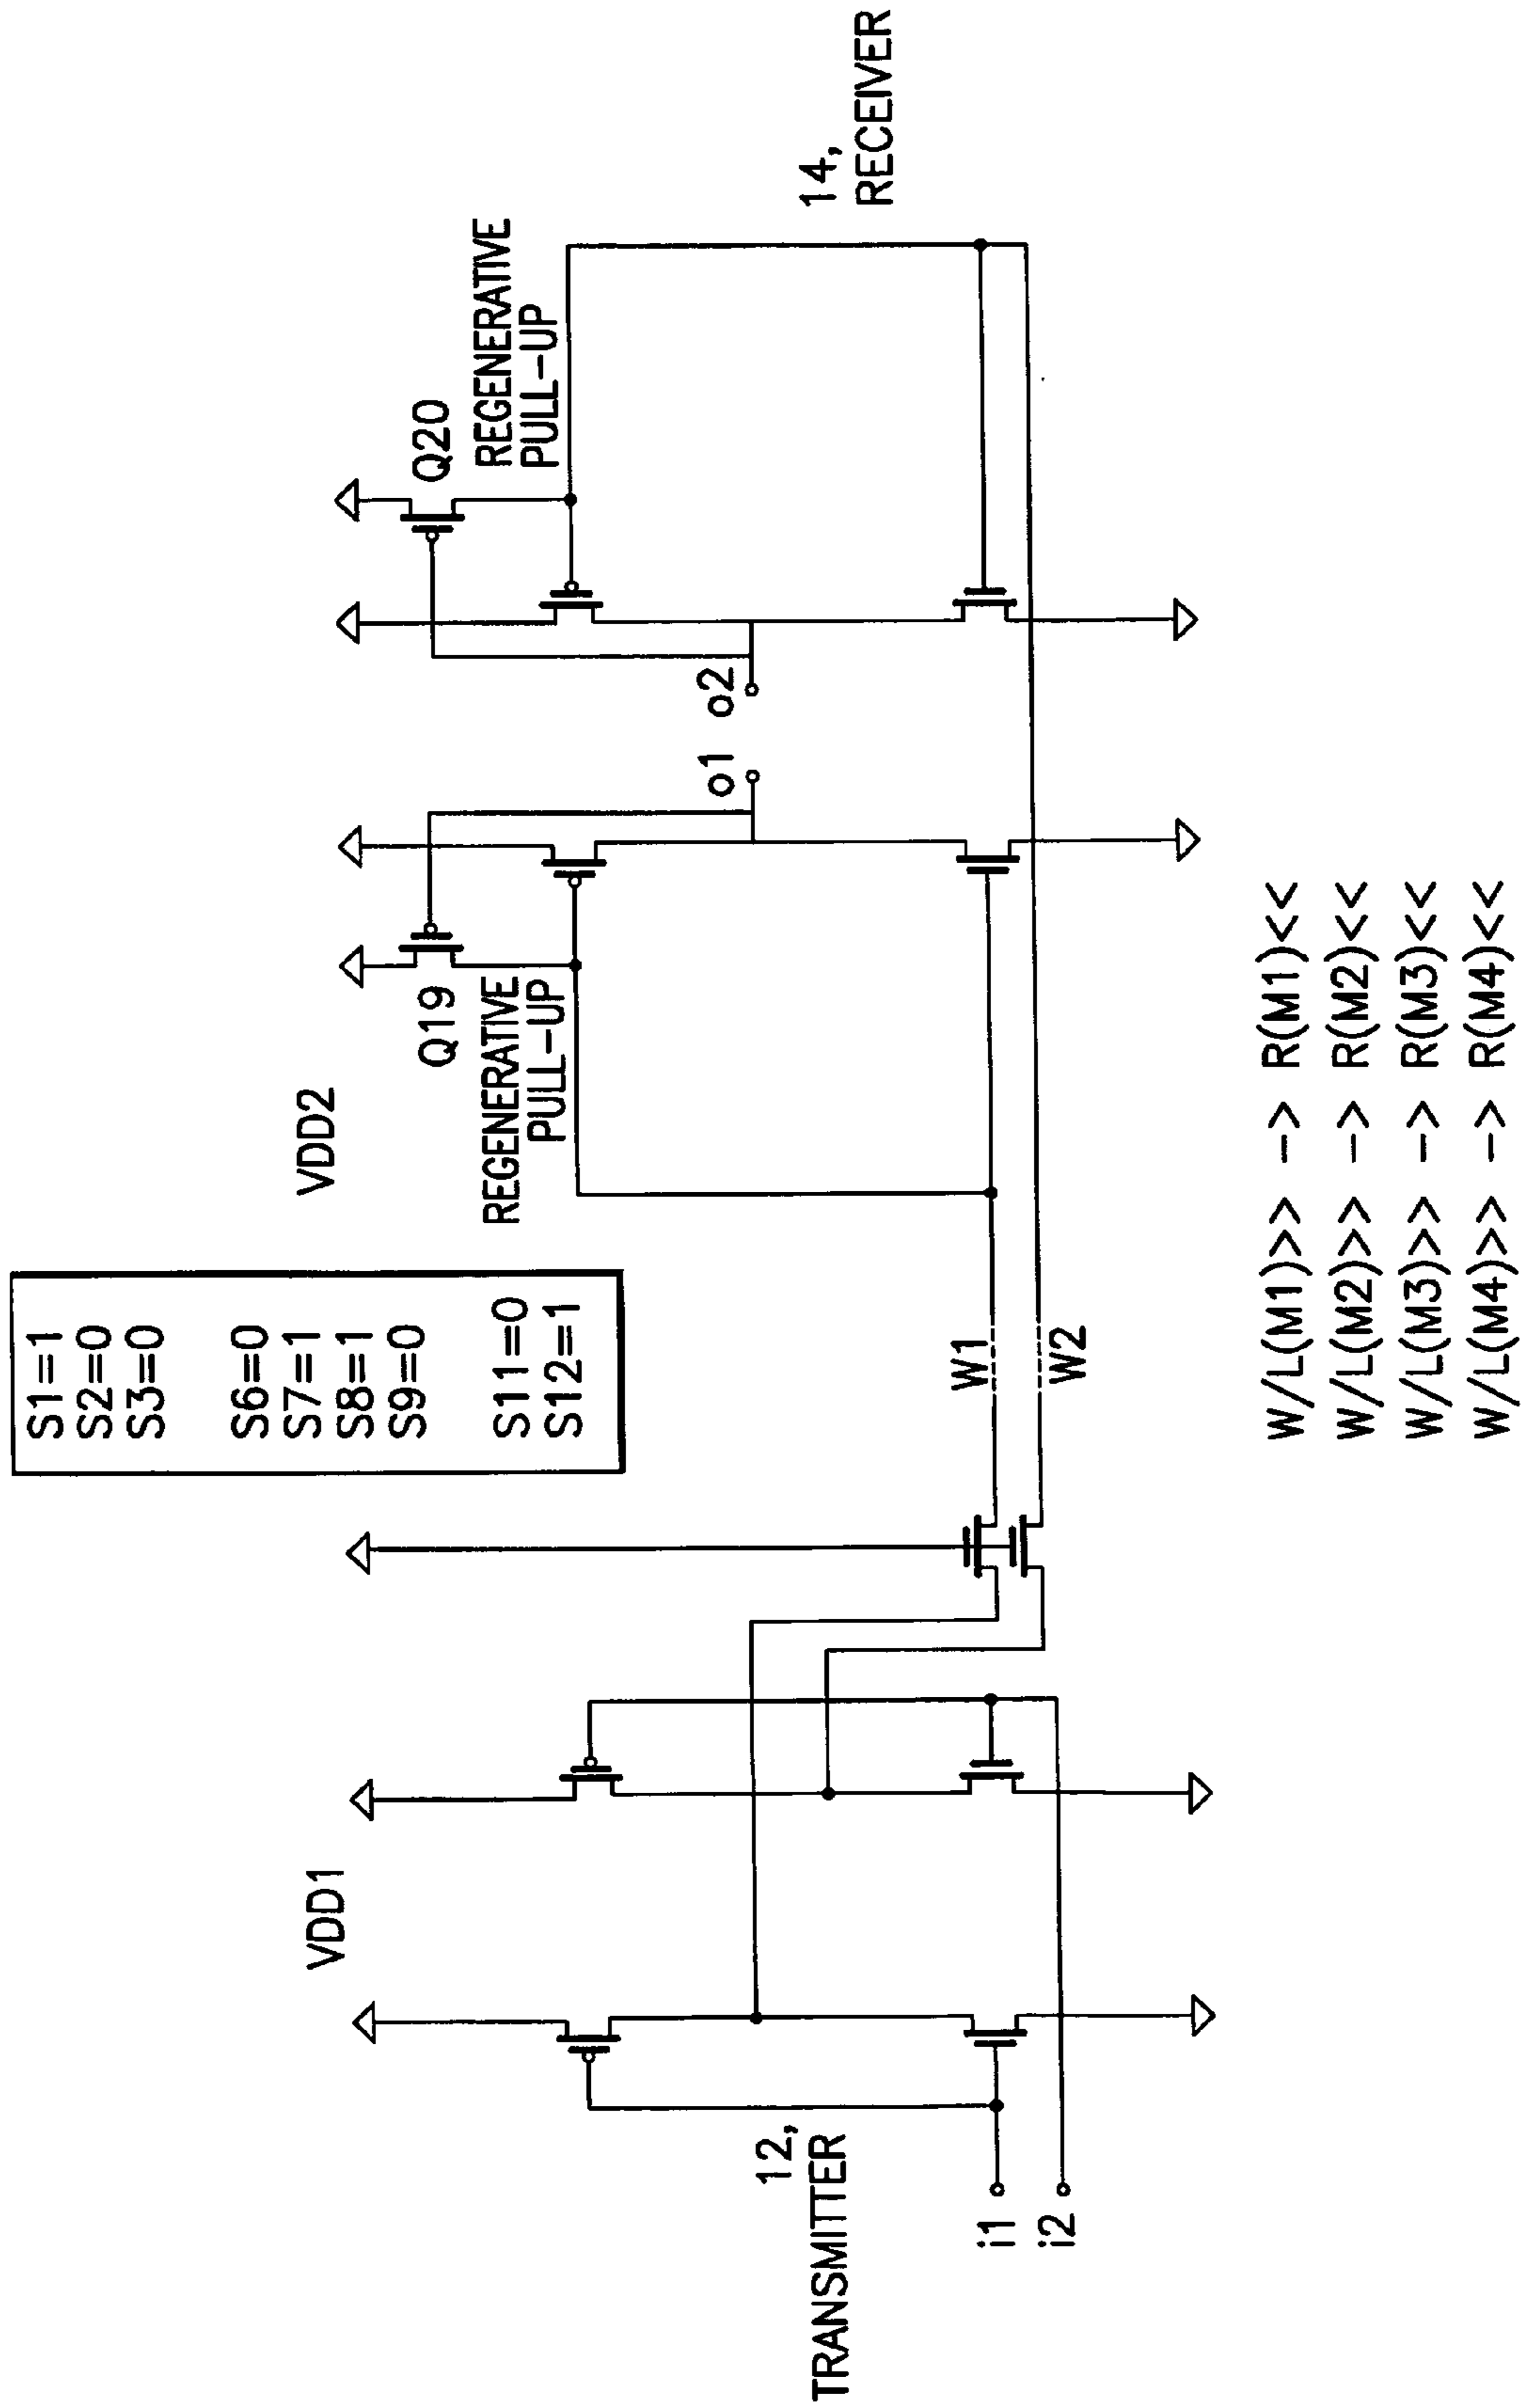 S1=1
S2=0
S3=0
S6=0
S7=1
S8=1
S9=0
S11=0
S12=1
VDD1
VDD2
Q19
REGENERATIVE
PULL-UP
Q20
REGENERATIVE
PULL-UP
12,
TRANSMITTER
o1
o2
14,
RECEIVER
i1
i2
W1
W2
W/L(M1)>> -> R(M1)<<
W/L(M2)>> -> R(M2)<<
W/L(M3)>> -> R(M3)<<
W/L(M4)>> -> R(M4)<<